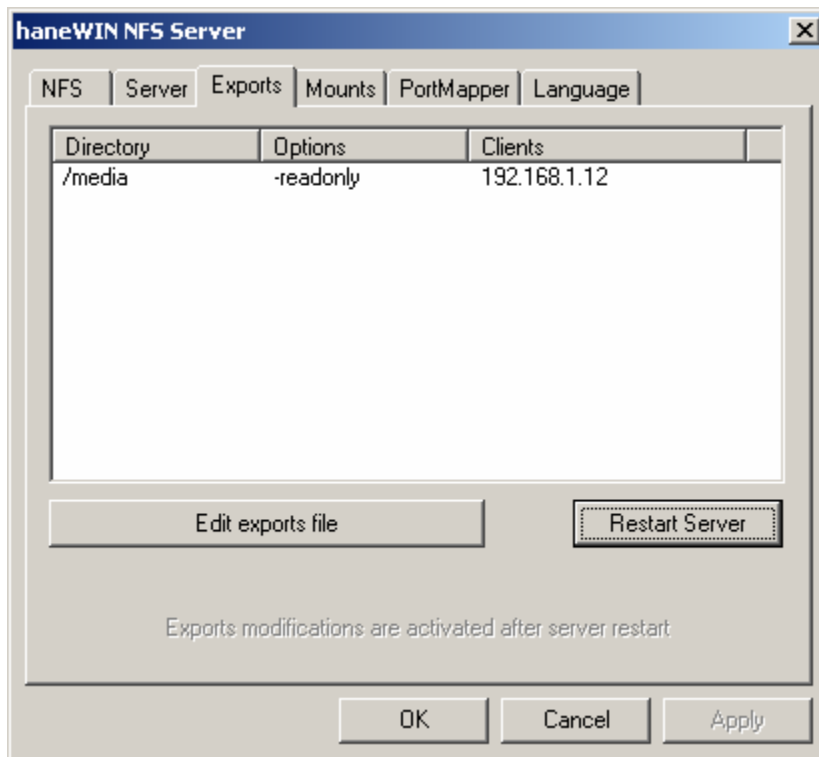 haneWIN NFS Server
NFS Server Exports Mounts PortMapper Language
Directory Options Clients
/media -readonly 192.168.1.12
Edit exports file Restart Server
Exports modifications are activated after server restart
OK Cancel Apply